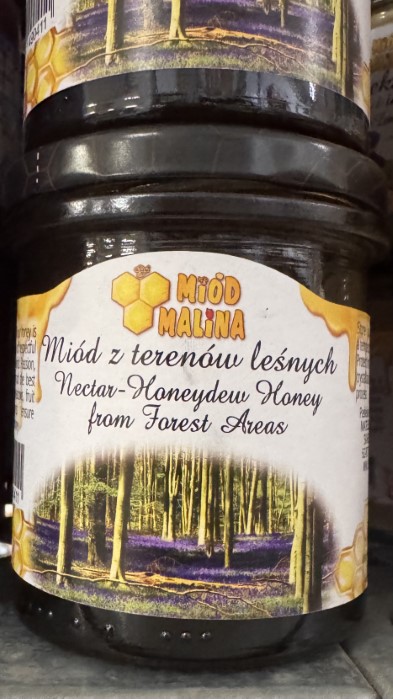 MIÓD
MALINA
Miód z terenów leśnych
Nectar-Honeydew Honey
from Forest Areas